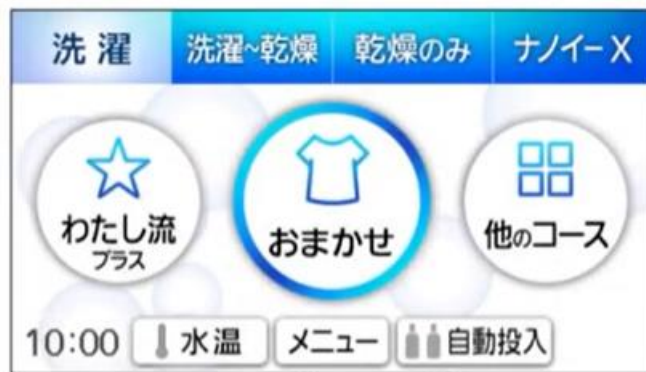 洗濯 洗濯~乾燥 乾燥のみ ナノイーX
わたし流
プラス
おまかせ
他のコース
10:00 水温 メニュー 自動投入